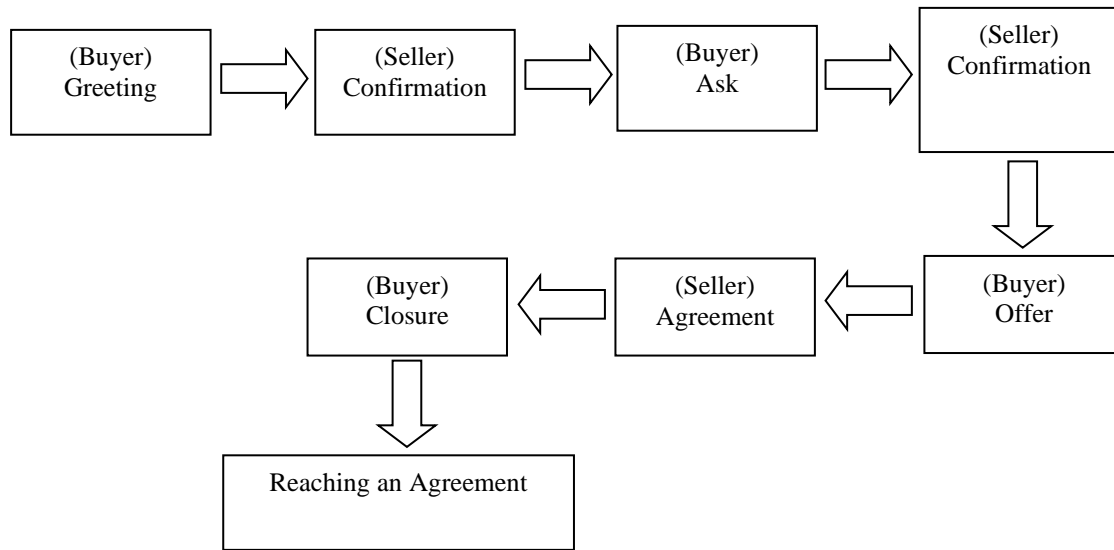 (Buyer)
Greeting
(Seller)
Confirmation
(Buyer)
Ask
(Seller)
Confirmation
(Buyer)
Offer
(Seller)
Agreement
(Buyer)
Closure
Reaching an Agreement